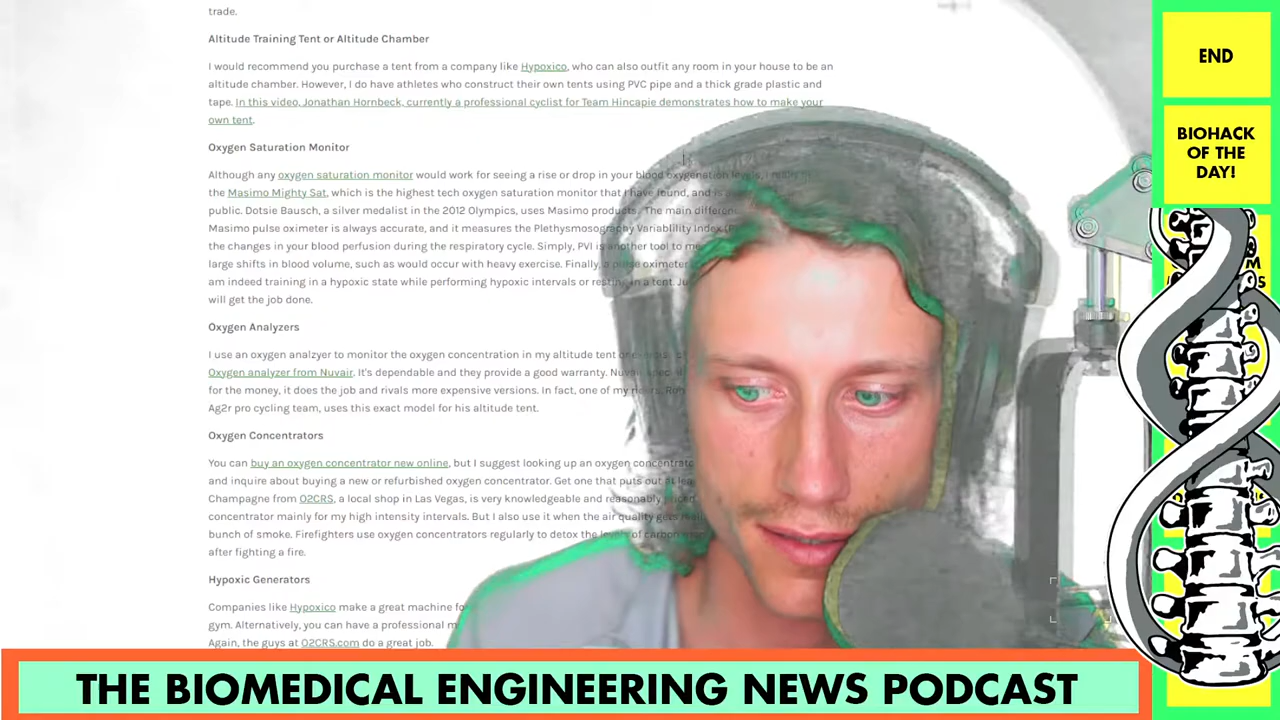 trade.
Altitude Training Tent or Altitude Chamber
I would recommend you purchase a tent from a company like Hypoxico, who can also outfit any room in your house to be an
altitude chamber. However, I do have athletes who construct their own tents using PVC pipe and a thick grade plastic and
tape. In this video, Jonathan Hornbeck, currently a professional cyclist for Team Hincapie demonstrates how to make your
own tent.
Oxygen Saturation Monitor
Although any oxygen saturation monitor would work for seeing a rise or drop in your blood oxygenation levels, I
the Masimo Mighty Sat, which is the highest tech oxygen saturation monitor that I have found, and is
public. Dotsie Bausch, a silver medalist in the 2012 Olympics, uses Masimo products. The main
Masimo pulse oximeter is always accurate, and it measures the Plethysmosography Variability Index
the changes in your blood perfusion during the respiratory cycle. Simply, PVI is another tool to
large shifts in blood volume, such as would occur with heavy exercise. Finally, a pulse oximeter
am indeed training in a hypoxic state while performing hypoxic intervals or resting in a tent.
will get the job done.
Oxygen Analyzers
I use an oxygen analzyer to monitor the oxygen concentration in my altitude tent
Oxygen analyzer from Nuvair. It's dependable and they provide a good warranty.
for the money, it does the job and rivals more expensive versions. In fact, one of my
Ag2r pro cycling team, uses this exact model for his altitude tent.
Oxygen Concentrators
You can buy an oxygen concentrator new online, but I suggest looking up an oxygen
and inquire about buying a new or refurbished oxygen concentrator. Get one that puts out at
Champagne from O2CRS, a local shop in Las Vegas, is very knowledgeable and reasonably priced
concentrator mainly for my high intensity intervals. But I also use it when the air quality gets
bunch of smoke. Firefighters use oxygen concentrators regularly to detox the levels of carbon
after fighting a fire.
Hypoxic Generators
Companies like Hypoxico make a great machine
gym. Alternatively, you can have a professional
Again, the guys at O2CRS.com do a great job.
END
BIOHACK
OF THE
DAY!
THE BIOMEDICAL ENGINEERING NEWS PODCAST